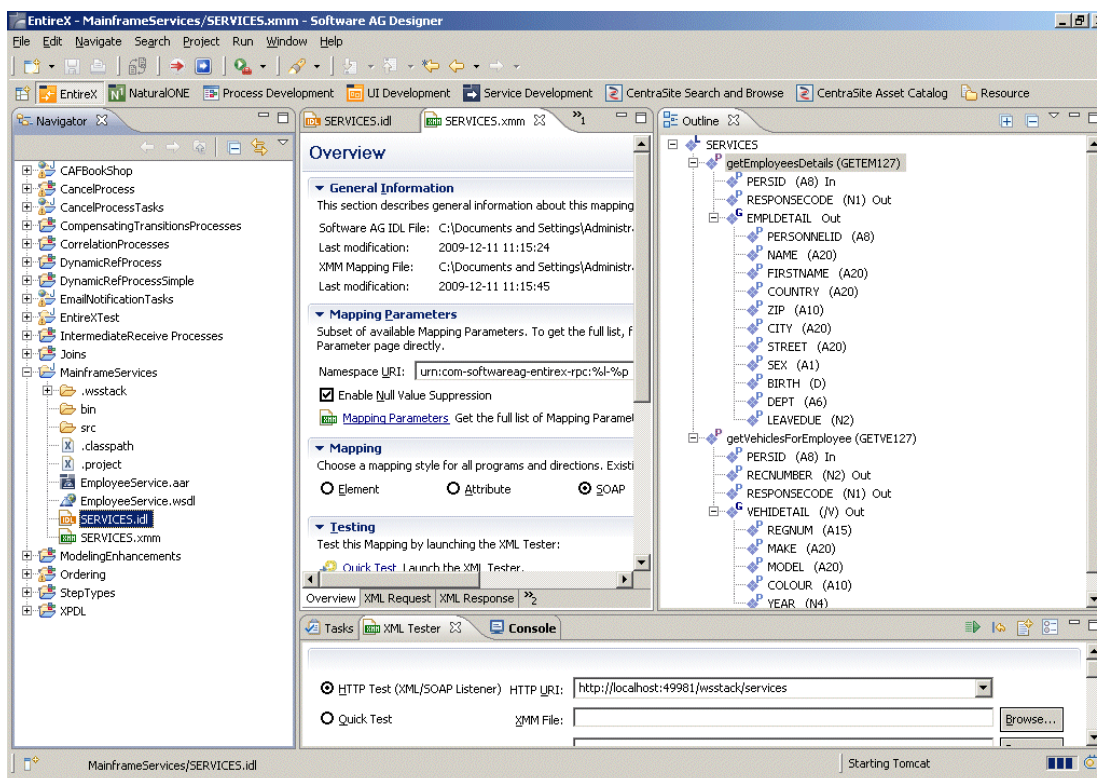 EntireX - MainframeServices/SERVICES.xmm - Software AG Designer
File Edit Navigate Search Project Run Window Help
EntireX NaturalONE Process Development UI Development Service Development CentraSite Search and Browse CentraSite Asset Catalog Resource
Navigator
CAFBookShop
CancelProcess
CancelProcessTasks
CompensatingTransitionsProcesses
CorrelationProcesses
DynamicRefProcess
DynamicRefProcessSimple
EmailNotificationTasks
EntireXTest
IntermediateReceive Processes
Joins
MainframeServices
.wsstack
bin
src
.classpath
.project
EmployeeService.aar
EmployeeService.wsdl
SERVICES.idl
SERVICES.xmm
ModelingEnhancements
Ordering
StepTypes
XPDL
SERVICES.idl SERVICES.xmm »1
Overview
General Information
This section describes general information about this mapping
Software AG IDL File: C:\Documents and Settings\Administr
Last modification: 2009-12-11 11:15:24
XMM Mapping File: C:\Documents and Settings\Administr
Last modification: 2009-12-11 11:15:45
Mapping Parameters
Subset of available Mapping Parameters. To get the full list, f
Parameter page directly.
Namespace URI: urn:com-softwareag-entirex-rpc:%l-%p
Enable Null Value Suppression
Mapping Parameters Get the full list of Mapping Paramet
Mapping
Choose a mapping style for all programs and directions. Existi
Element Attribute SOAP
Testing
Test this Mapping by launching the XML Tester:
Quick Test Launch the XML Tester.
Overview XML Request XML Response »2
Outline
SERVICES
getEmployeesDetails (GETEM127)
PERSID (A8) In
RESPONSECODE (N1) Out
EMPLDETAIL Out
PERSONNELID (A8)
NAME (A20)
FIRSTNAME (A20)
COUNTRY (A20)
ZIP (A10)
CITY (A20)
STREET (A20)
SEX (A1)
BIRTH (D)
DEPT (A6)
LEAVEDUE (N2)
getVehiclesForEmployee (GETVE127)
PERSID (A8) In
RECNUMBER (N2) Out
RESPONSECODE (N1) Out
VEHIDETAIL (/V) Out
REGNUM (A15)
MAKE (A20)
MODEL (A20)
COLOUR (A10)
YEAR (N4)
Tasks XML Tester Console
HTTP Test (XML/SOAP Listener) HTTP URI: http://localhost:49981/wsstack/services
Quick Test XMM File: Browse...
MainframeServices/SERVICES.idl Starting Tomcat